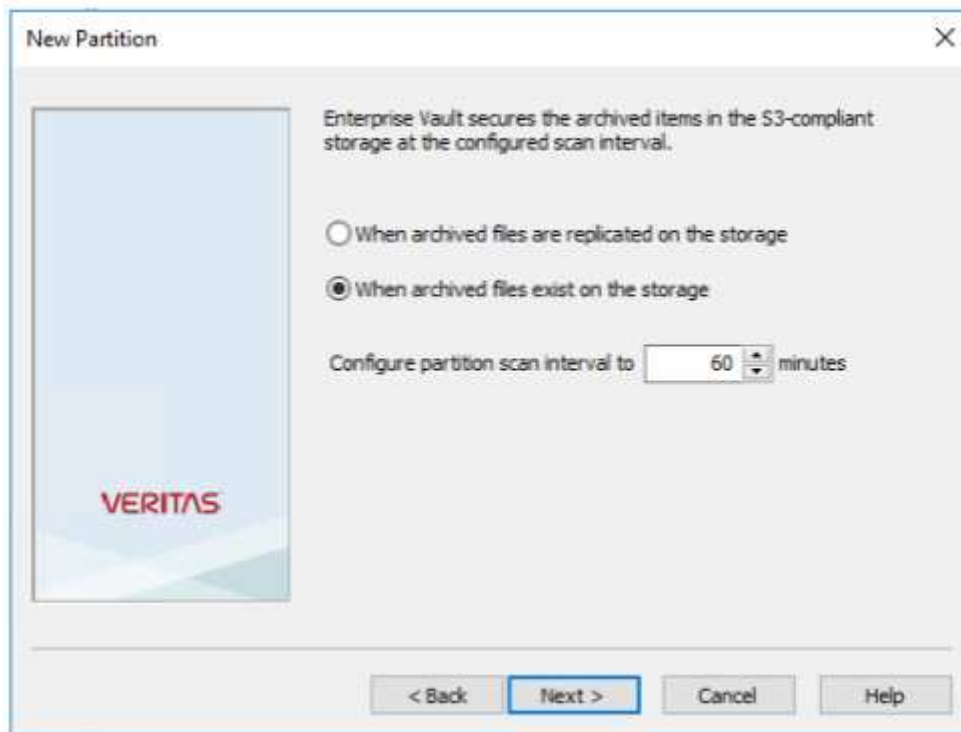 New Partition
Enterprise Vault secures the archived items in the S3-compliant
storage at the configured scan interval.
When archived files are replicated on the storage
When archived files exist on the storage
Configure partition scan interval to 60 minutes
VERITAS
< Back Next > Cancel Help